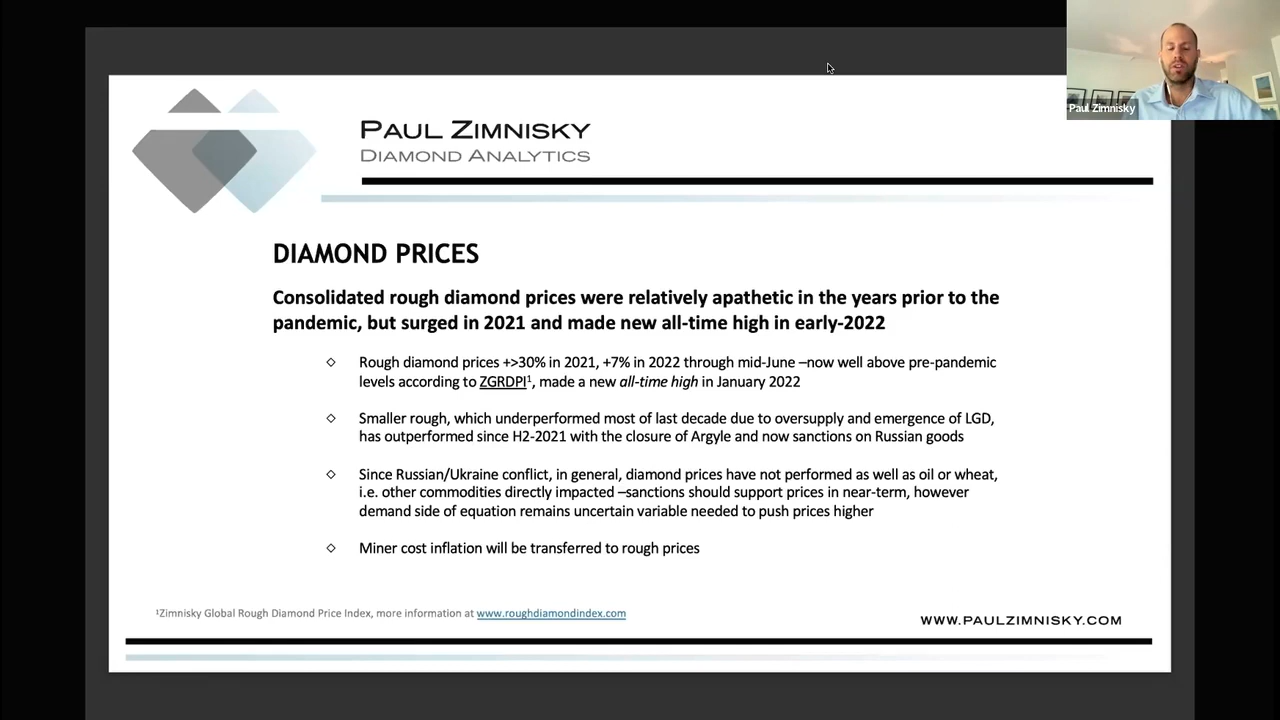 Paul Zimnisky
PAUL ZIMNISKY
DIAMOND ANALYTICS
DIAMOND PRICES
Consolidated rough diamond prices were relatively apathetic in the years prior to the
pandemic, but surged in 2021 and made new all-time high in early-2022
◇ Rough diamond prices +>30% in 2021, +7% in 2022 through mid-June –now well above pre-pandemic
levels according to ZGRDPI¹, made a new all-time high in January 2022
◇ Smaller rough, which underperformed most of last decade due to oversupply and emergence of LGD,
has outperformed since H2-2021 with the closure of Argyle and now sanctions on Russian goods
◇ Since Russian/Ukraine conflict, in general, diamond prices have not performed as well as oil or wheat,
i.e. other commodities directly impacted –sanctions should support prices in near-term, however
demand side of equation remains uncertain variable needed to push prices higher
◇ Miner cost inflation will be transferred to rough prices
¹Zimnisky Global Rough Diamond Price Index, more information at www.roughdiamondindex.com
WWW.PAULZIMNISKY.COM